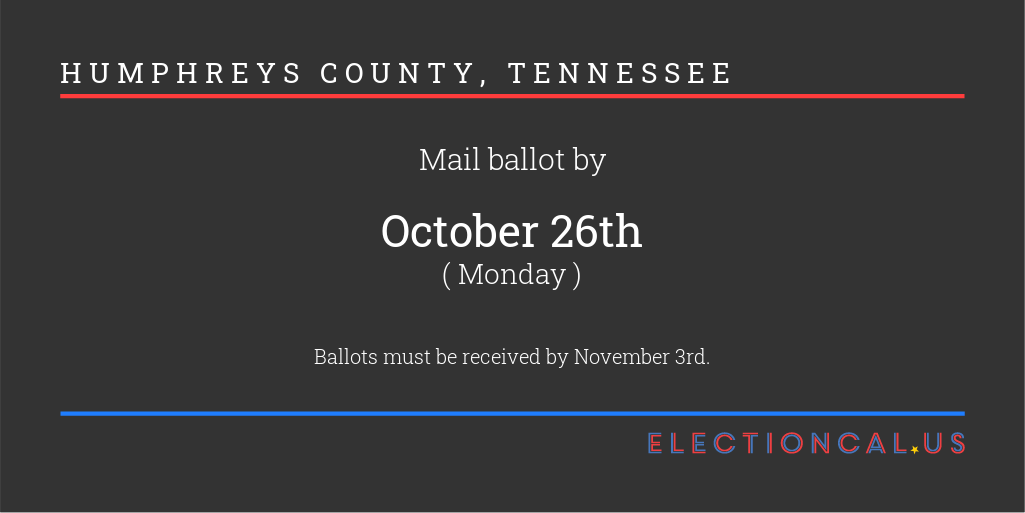 HUMPHREYS COUNTY, TENNESSEE
Mail ballot by
October 26th
( Monday )
Ballots must be received by November 3rd.
ELECTIONCAL★US